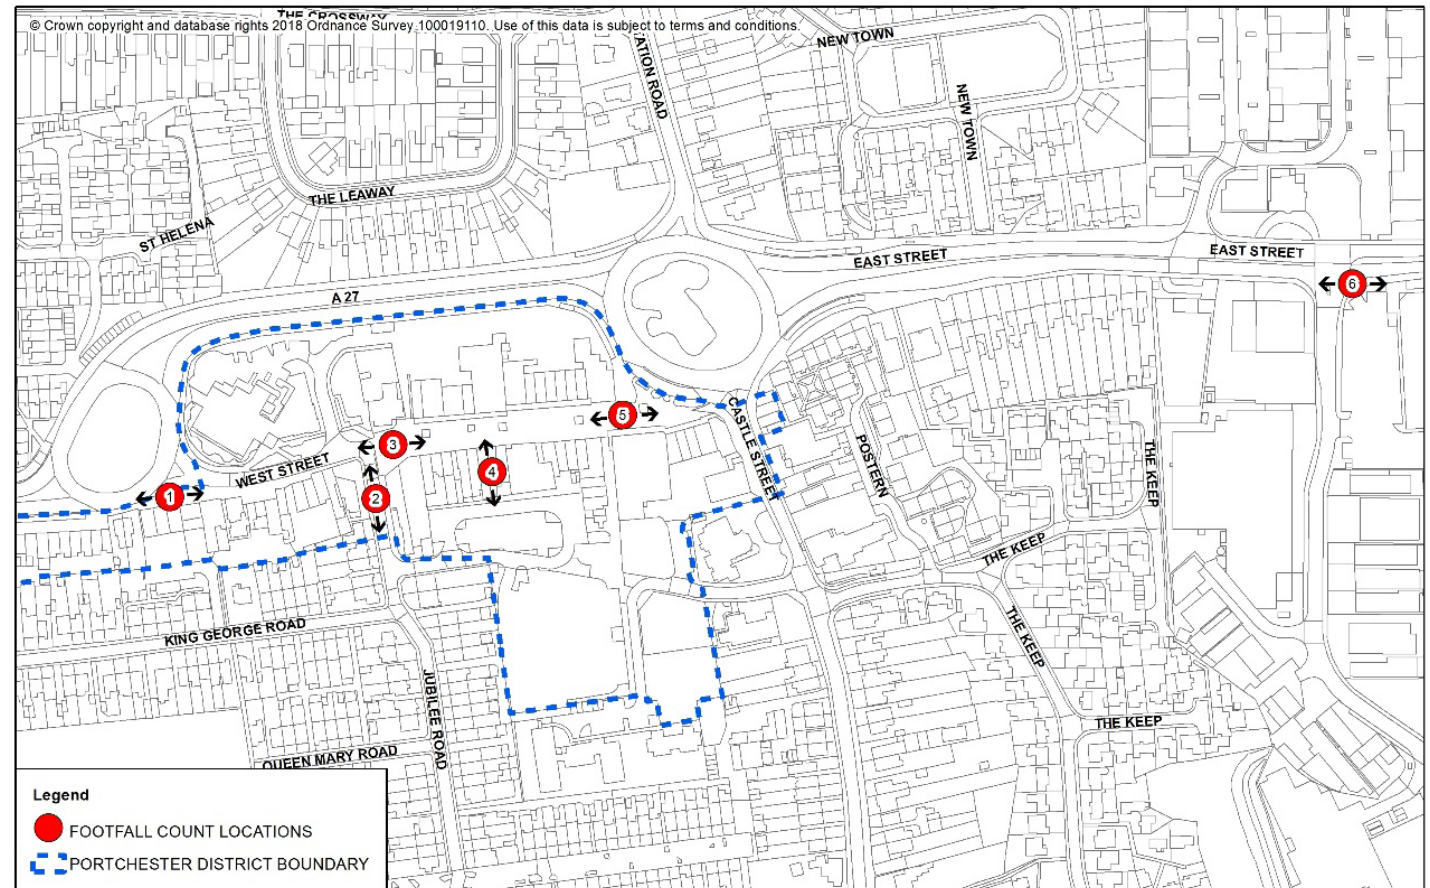 THE CROSSWAY
© Crown copyright and database rights 2018 Ordnance Survey 100019110. Use of this data is subject to terms and conditions.
NEW TOWN
NEW TOWN
THE LEAWAY
ST HELENA
EAST STREET
EAST STREET
6
A 27
5
CASTLE STREET
3
POSTERN
THE KEEP
WEST STREET
4
1
2
THE KEEP
KING GEORGE ROAD
THE KEEP
JUBILEE ROAD
THE KEEP
QUEEN MARY ROAD
Legend
FOOTFALL COUNT LOCATIONS
PORTCHESTER DISTRICT BOUNDARY